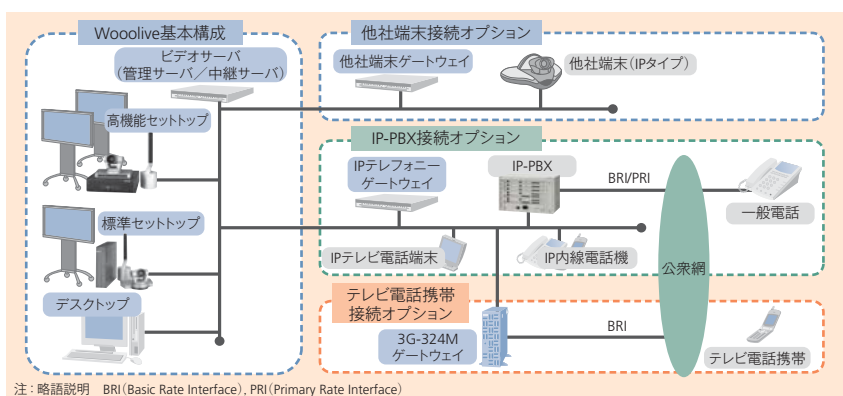 Wooolive基本構成
ビデオサーバ
(管理サーバ／中継サーバ)
高機能セットトップ
標準セットトップ
デスクトップ
他社端末接続オプション
他社端末ゲートウェイ
他社端末(IPタイプ)
IP-PBX接続オプション
IPテレフォニー
ゲートウェイ
IP-PBX
BRI/PRI
一般電話
IPテレビ電話端末
IP内線電話機
公衆網
テレビ電話携帯
接続オプション
3G-324M
ゲートウェイ
BRI
テレビ電話携帯
注：略語説明　BRI(Basic Rate Interface), PRI(Primary Rate Interface)